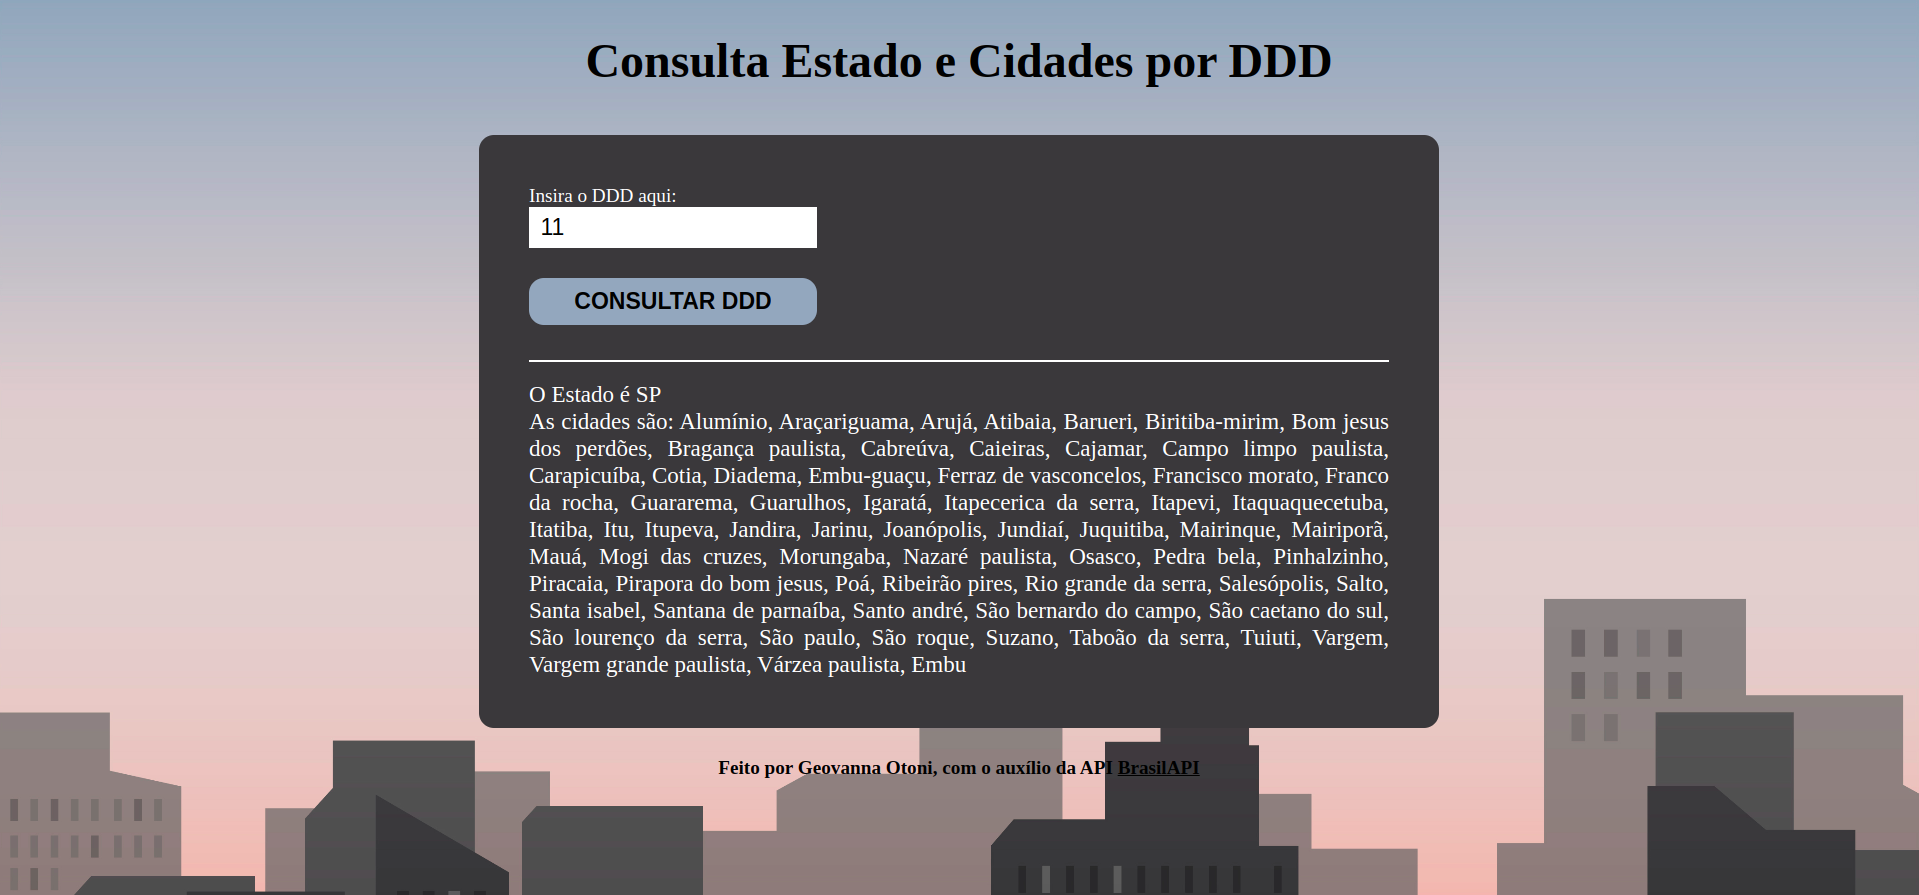 Consulta Estado e Cidades por DDD
Insira o DDD aqui:
11
CONSULTAR DDD
O Estado é SP
As cidades são: Alumínio, Araçariguama, Arujá, Atibaia, Barueri, Biritiba-mirim, Bom jesus
dos perdões, Bragança paulista, Cabreúva, Caieiras, Cajamar, Campo limpo paulista,
Carapicuíba, Cotia, Diadema, Embu-guaçu, Ferraz de vasconcelos, Francisco morato, Franco
da rocha, Guararema, Guarulhos, Igaratá, Itapecerica da serra, Itapevi, Itaquaquecetuba,
Itatiba, Itu, Itupeva, Jandira, Jarinu, Joanópolis, Jundiaí, Juquitiba, Mairinque, Mairiporã,
Mauá, Mogi das cruzes, Morungaba, Nazaré paulista, Osasco, Pedra bela, Pinhalzinho,
Piracaia, Pirapora do bom jesus, Poá, Ribeirão pires, Rio grande da serra, Salesópolis, Salto,
Santa isabel, Santana de parnaíba, Santo andré, São bernardo do campo, São caetano do sul,
São lourenço da serra, São paulo, São roque, Suzano, Taboão da serra, Tuiuti, Vargem,
Vargem grande paulista, Várzea paulista, Embu
Feito por Geovanna Otoni, com o auxílio da API BrasilAPI